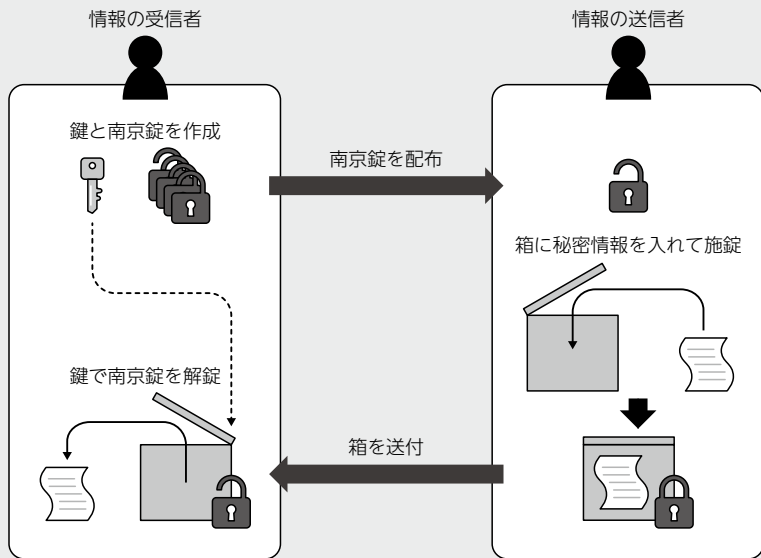 情報の受信者
情報の送信者
鍵と南京錠を作成
南京錠を配布
箱に秘密情報を入れて施錠
鍵で南京錠を解錠
箱を送付